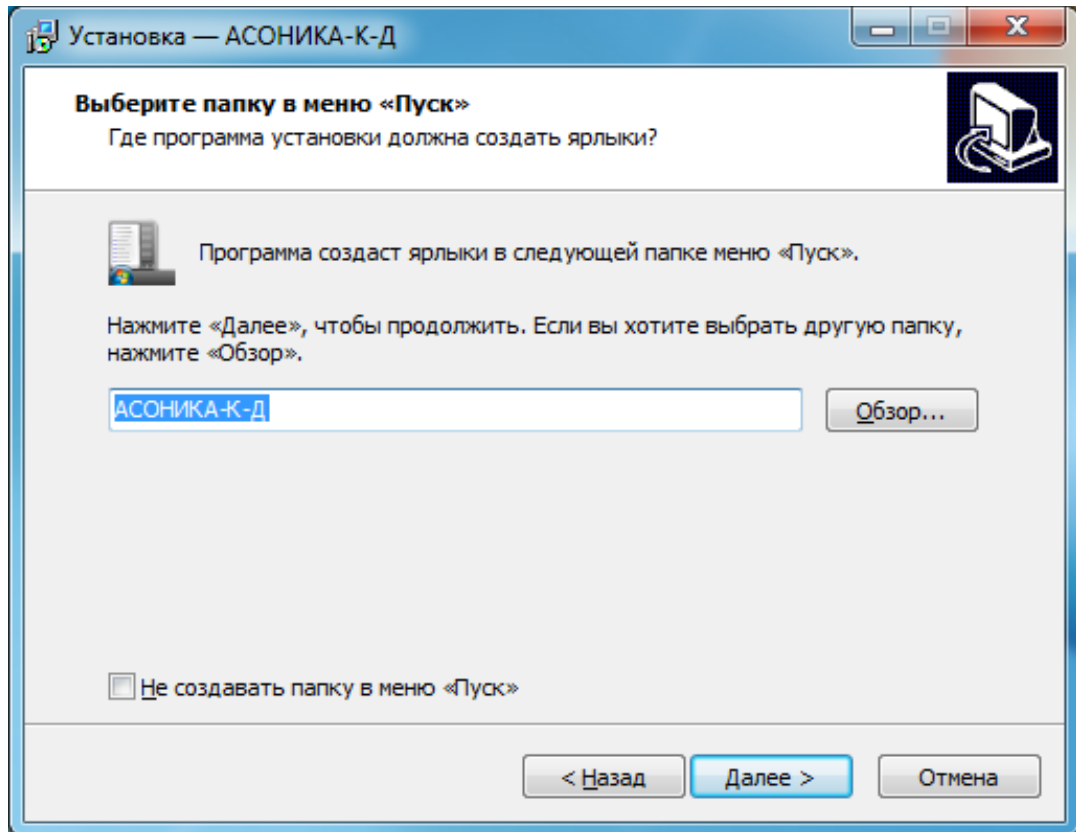 Установка — АСОНИКА-К-Д
Выберите папку в меню «Пуск»
Где программа установки должна создать ярлыки?
Программа создаст ярлыки в следующей папке меню «Пуск».
Нажмите «Далее», чтобы продолжить. Если вы хотите выбрать другую папку,
нажмите «Обзор».
АСОНИКА-К-Д
Обзор...
Не создавать папку в меню «Пуск»
< Назад
Далее >
Отмена